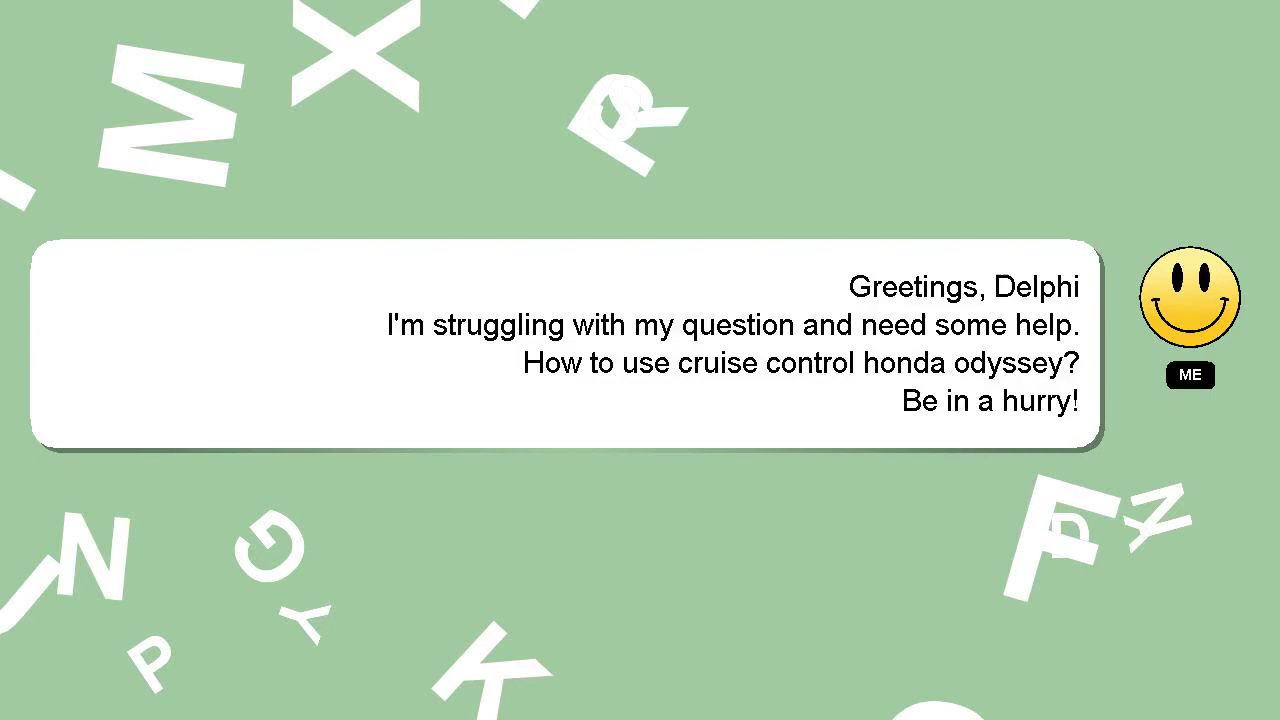 Greetings, Delphi
I'm struggling with my question and need some help.
How to use cruise control honda odyssey?
Be in a hurry!
ME
M
X
R
N
G
Y
P
K
F
D
Z
Y